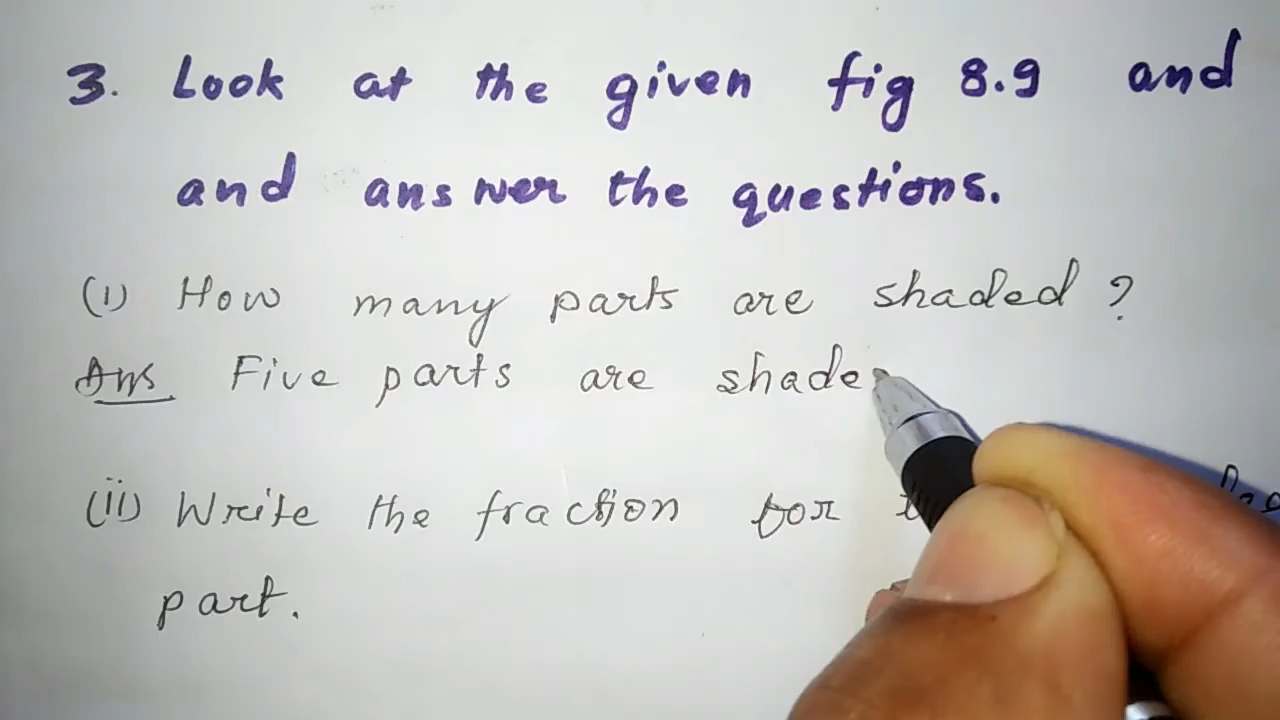 3. Look at the given fig 8.9 and
and answer the questions.
(i) How many parts are shaded ?
Ans Five parts are shade
(ii) Write the fraction for
part.